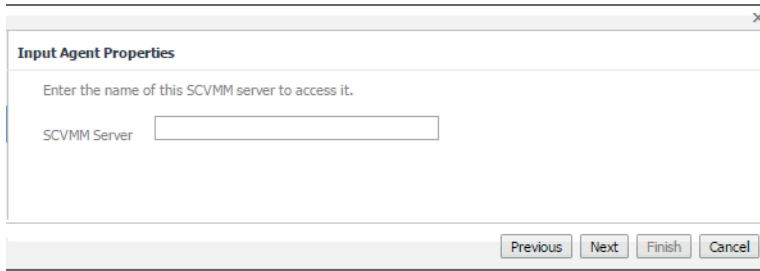 Input Agent Properties
Enter the name of this SCVMM server to access it.
SCVMM Server
Previous Next Finish Cancel